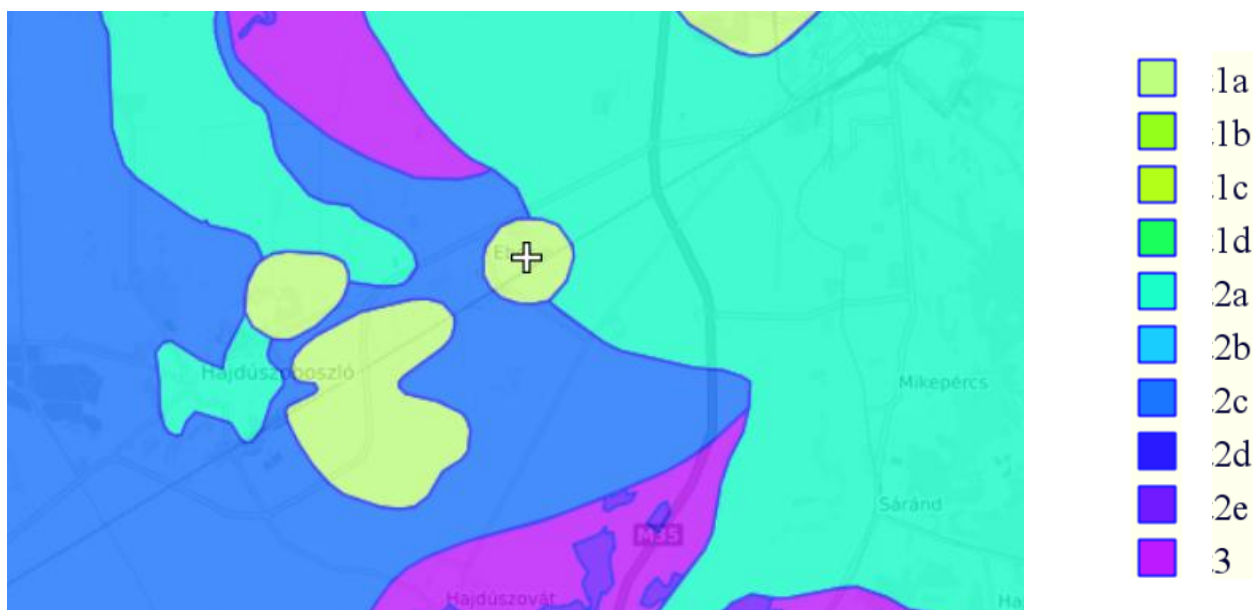 Hajdúszoboszló
Mikepércs
Sáránd
M35
Hajdúszovát
:1a
:1b
:1c
:1d
:2a
:2b
:2c
:2d
:2e
:3